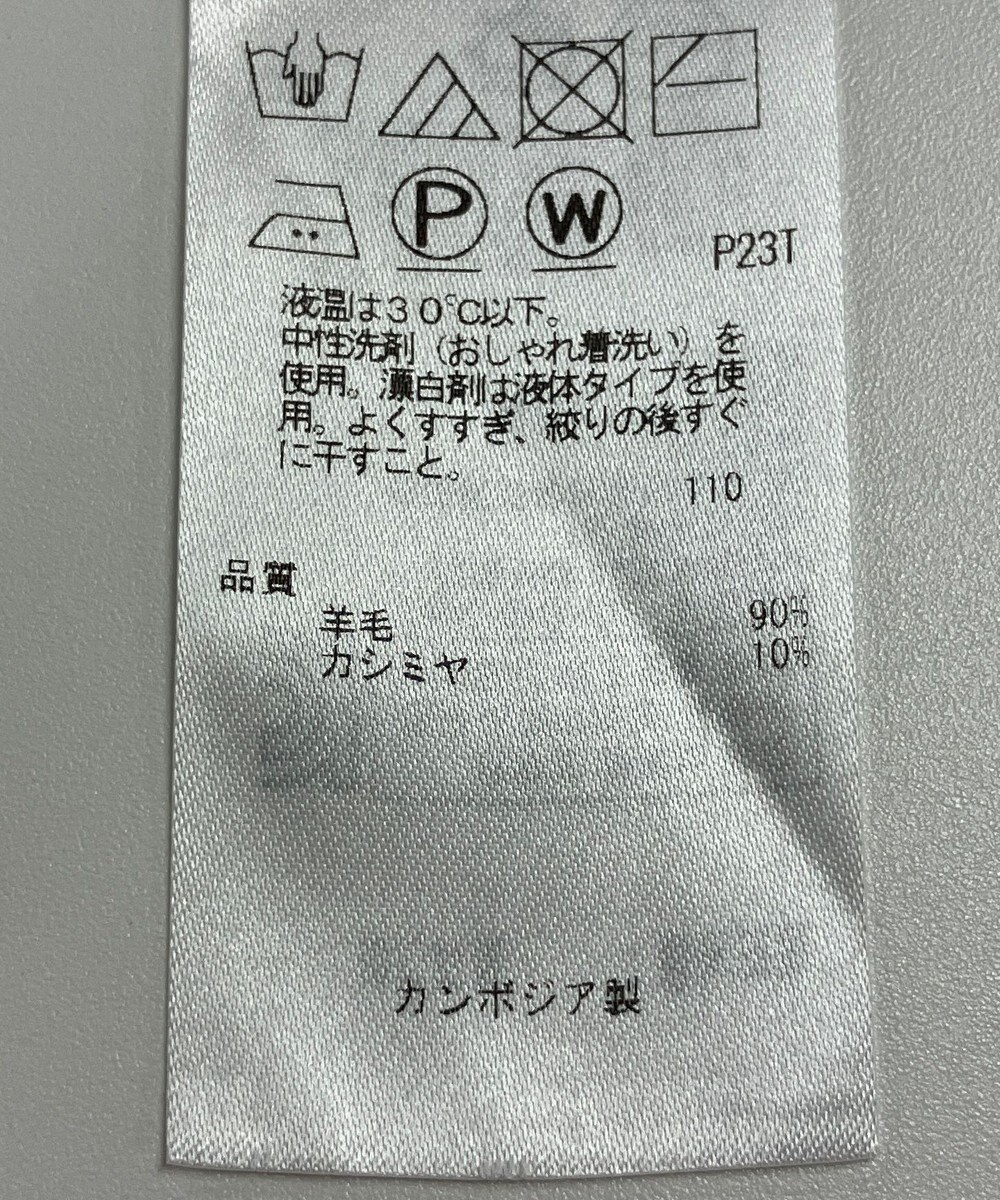 P W P23T
液温は30℃以下。
中性洗剤（おしゃれ着洗い）を
使用。漂白剤は液体タイプを使
用。よくすすぎ、絞りの後すぐ
に干すこと。
110
品質
羊毛 90%
カシミヤ 10%
カンボジア製